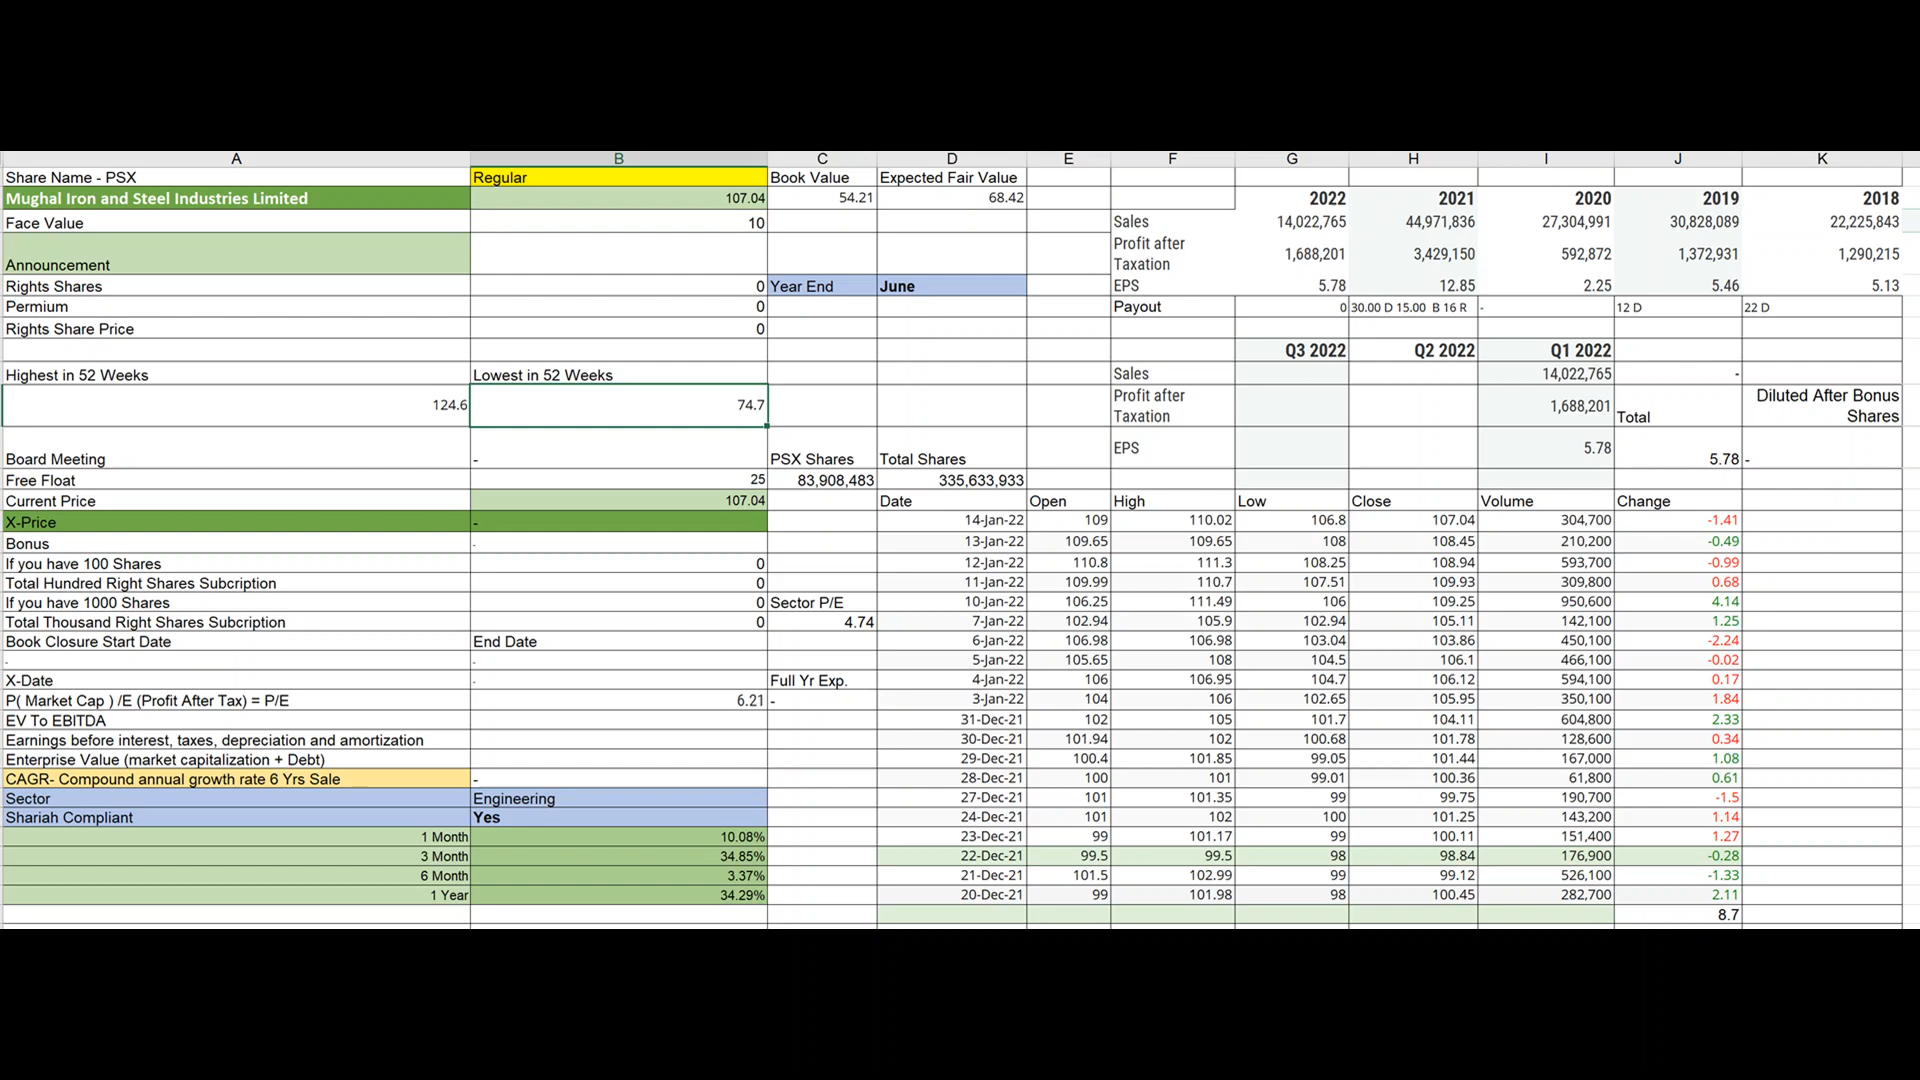 A B C D E F G H I J K
Share Name - PSX Regular Book Value Expected Fair Value
Mughal Iron and Steel Industries Limited 107.04 54.21 68.42 2022 2021 2020 2019 2018
Face Value 10 Sales 14,022,765 44,971,836 27,304,991 30,828,089 22,225,843
Announcement Profit after Taxation 1,688,201 3,429,150 592,872 1,372,931 1,290,215
Rights Shares 0 Year End June EPS 5.78 12.85 2.25 5.46 5.13
Permium 0 Payout 0 30.00 D 15.00 B 16 R - 12 D 22 D
Rights Share Price 0
Q3 2022 Q2 2022 Q1 2022
Highest in 52 Weeks Lowest in 52 Weeks Sales 14,022,765 -
124.6 74.7 Profit after Taxation 1,688,201 Total Diluted After Bonus Shares
Board Meeting - PSX Shares Total Shares EPS 5.78 5.78 -
Free Float 25 83,908,483 335,633,933
Current Price 107.04 Date Open High Low Close Volume Change
X-Price - 14-Jan-22 109 110.02 106.8 107.04 304,700 -1.41
Bonus - 13-Jan-22 109.65 109.65 108 108.45 210,200 -0.49
If you have 100 Shares 0 12-Jan-22 110.8 111.3 108.25 108.94 593,700 -0.99
Total Hundred Right Shares Subcription 0 11-Jan-22 109.99 110.7 107.51 109.93 309,800 0.68
If you have 1000 Shares 0 Sector P/E 10-Jan-22 106.25 111.49 106 109.25 950,600 4.14
Total Thousand Right Shares Subcription 0 4.74 7-Jan-22 102.94 105.9 102.94 105.11 142,100 1.25
Book Closure Start Date End Date 6-Jan-22 106.98 106.98 103.04 103.86 450,100 -2.24
- - 5-Jan-22 105.65 108 104.5 106.1 466,100 -0.02
X-Date - Full Yr Exp. 4-Jan-22 106 106.95 104.7 106.12 594,100 0.17
P( Market Cap ) /E (Profit After Tax) = P/E 6.21 - 3-Jan-22 104 106 102.65 105.95 350,100 1.84
EV To EBITDA 31-Dec-21 102 105 101.7 104.11 604,800 2.33
Earnings before interest, taxes, depreciation and amortization 30-Dec-21 101.94 102 100.68 101.78 128,600 0.34
Enterprise Value (market capitalization + Debt) 29-Dec-21 100.4 101.85 99.05 101.44 167,000 1.08
CAGR- Compound annual growth rate 6 Yrs Sale - 28-Dec-21 100 101 99.01 100.36 61,800 0.61
Sector Engineering 27-Dec-21 101 101.35 99 99.75 190,700 -1.5
Shariah Compliant Yes 24-Dec-21 101 102 100 101.25 143,200 1.14
1 Month 10.08% 23-Dec-21 99 101.17 99 100.11 151,400 1.27
3 Month 34.85% 22-Dec-21 99.5 99.5 98 98.84 176,900 -0.28
6 Month 3.37% 21-Dec-21 101.5 102.99 99 99.12 526,100 -1.33
1 Year 34.29% 20-Dec-21 99 101.98 98 100.45 282,700 2.11
8.7